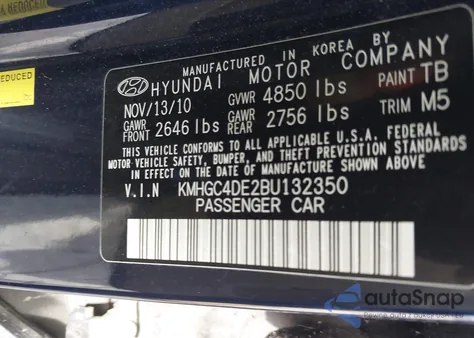 REDUCED
REDUCED
MANUFACTURED IN KOREA BY
HYUNDAI MOTOR COMPANY
NOV/13/10 GVWR 4850 lbs PAINT TB
GAWR FRONT 2646 lbs GAWR REAR 2756 lbs TRIM M5
THIS VEHICLE CONFORMS TO ALL APPLICABLE U.S. FEDERAL
MOTOR VEHICLE SAFETY, BUMPER, AND THEFT PREVENTION STANDARDS
IN EFFECT ON THE DATE OF MANUFACTURE SHOWN ABOVE.
V.I.N KMHGC4DE2BU132350
PASSENGER CAR
autoSnap